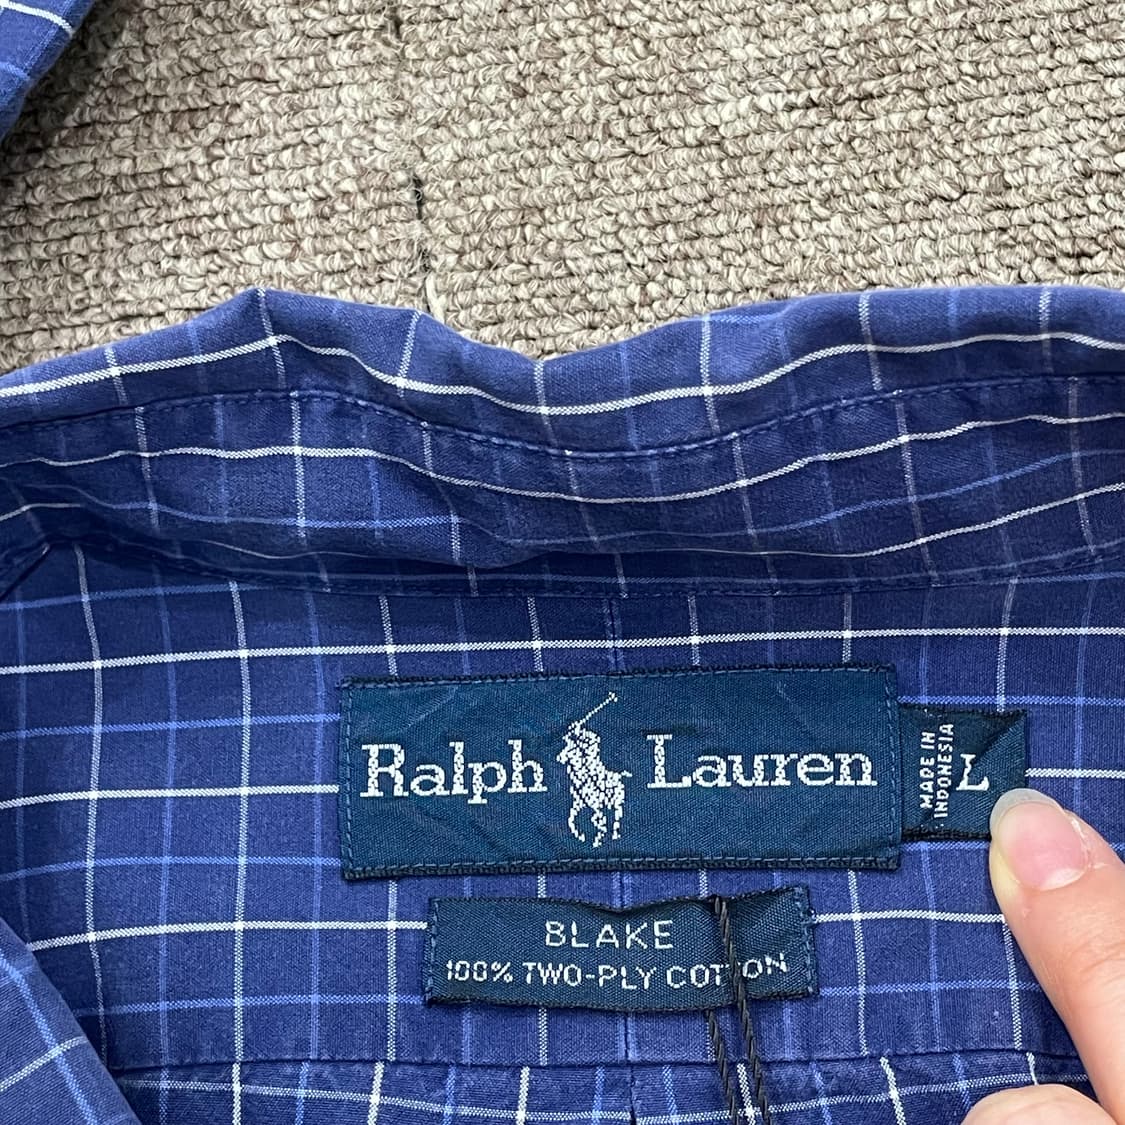 Ralph Lauren
MADE IN
INDONESIA
L
BLAKE
100% TWO-PLY COTTON